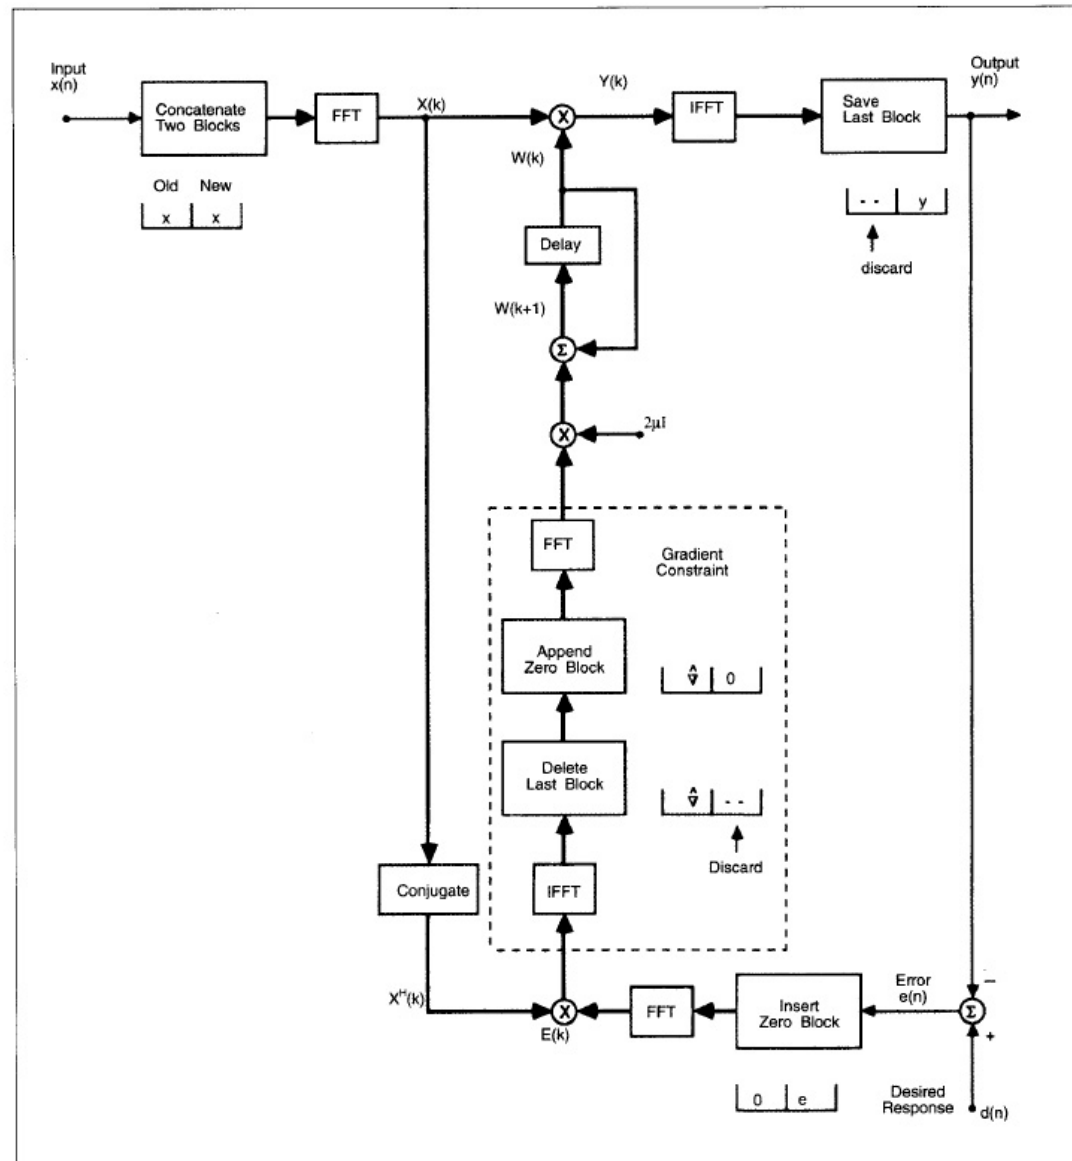 Input
x(n)
Concatenate
Two Blocks
FFT
X(k)
Y(k)
IFFT
Save
Last Block
Output
y(n)
W(k)
Old New
x x
- - y
discard
Delay
W(k+1)
Σ
X
2μI
FFT
Gradient
Constraint
Append
Zero Block
∇̂ 0
Delete
Last Block
∇̂ - -
Discard
Conjugate
IFFT
Xᴴ(k)
X
E(k)
FFT
Insert
Zero Block
Error
e(n)
−
Σ
+
0 e
Desired
Response
d(n)
X